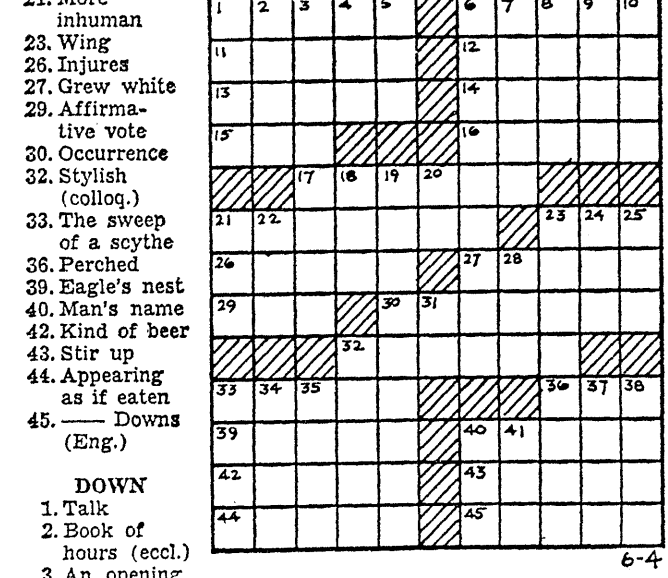 21. More
inhuman
23. Wing
26. Injures
27. Grew white
29. Affirma-
tive vote
30. Occurrence
32. Stylish
(colloq.)
33. The sweep
of a scythe
36. Perched
39. Eagle's nest
40. Man's name
42. Kind of beer
43. Stir up
44. Appearing
as if eaten
45. —— Downs
(Eng.)
DOWN
1. Talk
2. Book of
hours (eccl.)
3. An opening
1 2 3 4 5 6 7 8 9 10
11 12
13 14
15 16
17 18 19 20
21 22 23 24 25
26 27 28
29 30 31
32
33 34 35 36 37 38
39 40 41
42 43
44 45
6-4